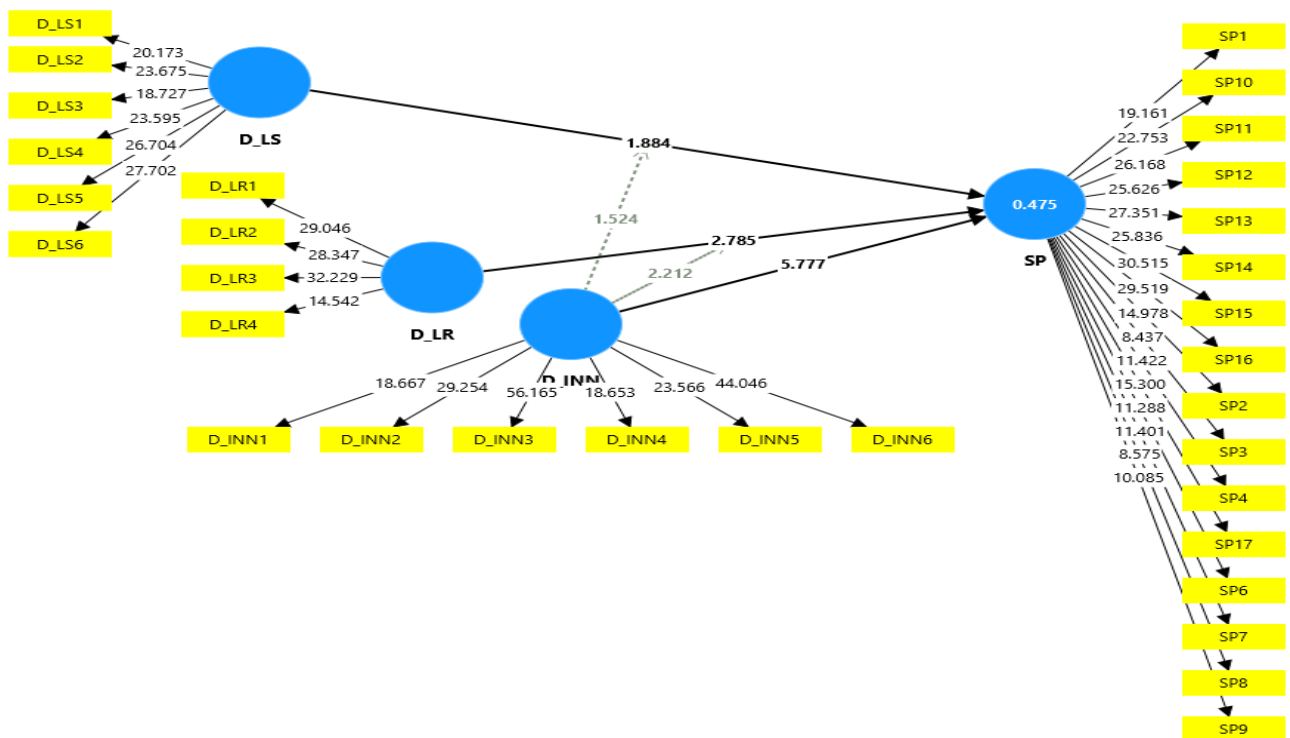 D_LS1
D_LS2
D_LS3
D_LS4
D_LS5
D_LS6
20.173
23.675
18.727
23.595
26.704
27.702
D_LS
D_LR1
D_LR2
D_LR3
D_LR4
29.046
28.347
32.229
14.542
D_LR
1.884
1.524
2.785
2.212
5.777
D_INN
18.667
29.254
56.165
18.653
23.566
44.046
D_INN1
D_INN2
D_INN3
D_INN4
D_INN5
D_INN6
0.475
SP
19.161
22.753
26.168
25.626
27.351
25.836
30.515
29.519
14.978
8.437
11.422
15.300
11.288
11.401
8.575
10.085
SP1
SP10
SP11
SP12
SP13
SP14
SP15
SP16
SP2
SP3
SP4
SP17
SP6
SP7
SP8
SP9